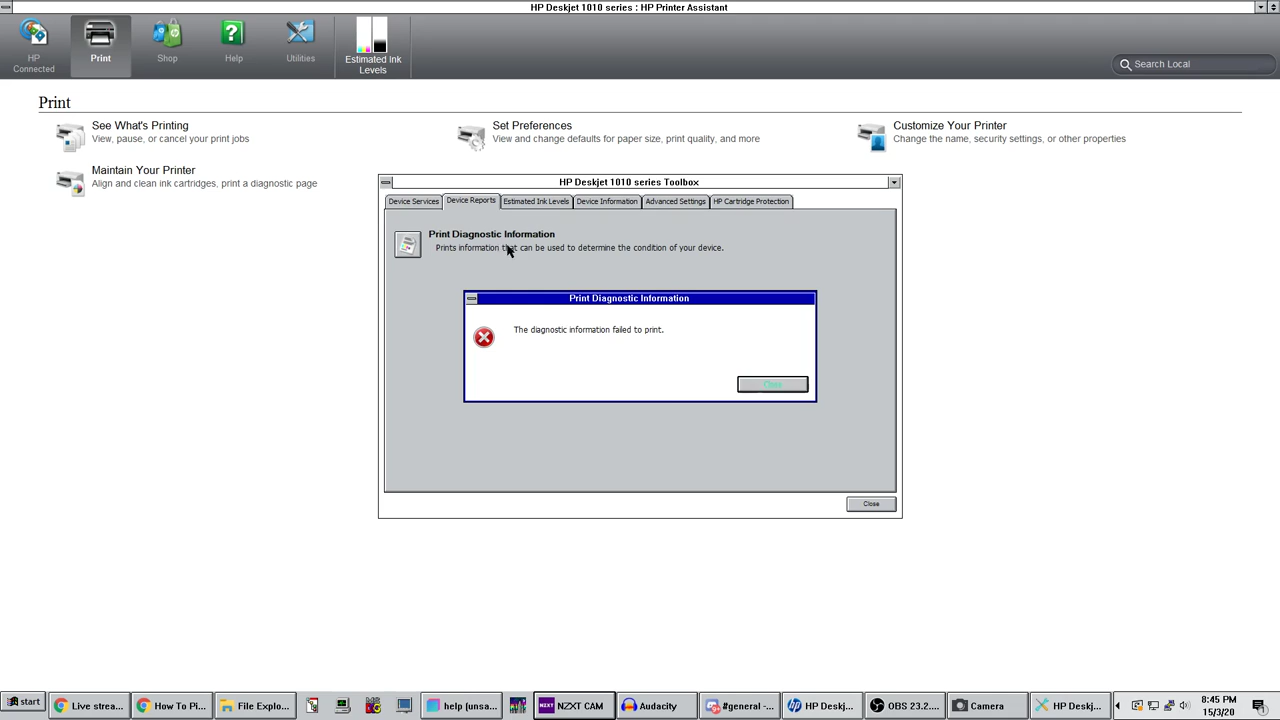 HP Deskjet 1010 series : HP Printer Assistant
HP Connected
Print
Shop
Help
Utilities
Estimated Ink Levels
Search Local
Print
See What's Printing
View, pause, or cancel your print jobs
Set Preferences
View and change defaults for paper size, print quality, and more
Customize Your Printer
Change the name, security settings, or other properties
Maintain Your Printer
Align and clean ink cartridges, print a diagnostic page
HP Deskjet 1010 series Toolbox
Device Services
Device Reports
Estimated Ink Levels
Device Information
Advanced Settings
HP Cartridge Protection
Print Diagnostic Information
Prints information that can be used to determine the condition of your device.
Print Diagnostic Information
The diagnostic information failed to print.
Close
Close
start
Live strea...
How To Pi...
File Explo...
help (unsa...
NZXT CAM
Audacity
#general -...
HP Deskj...
OBS 23.2....
Camera
HP Deskj...
8:45 PM
15/3/20